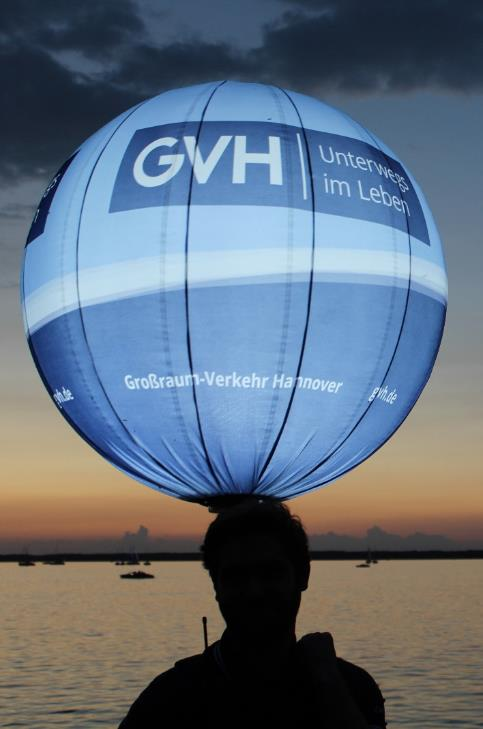 GVH
Unterwegs
im Leben
Großraum-Verkehr Hannover
gvh.de
gvh.de